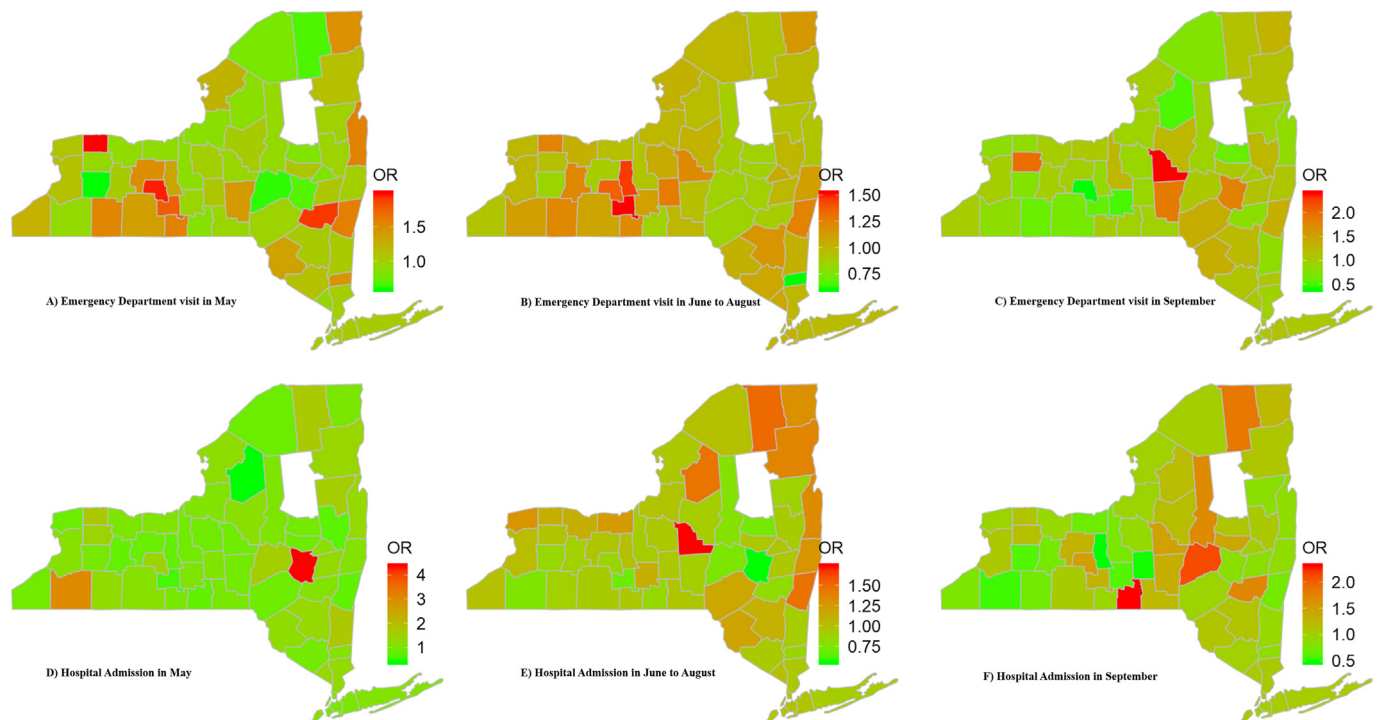 OR
1.5
1.0
A) Emergency Department visit in May
OR
1.50
1.25
1.00
0.75
B) Emergency Department visit in June to August
OR
2.0
1.5
1.0
0.5
C) Emergency Department visit in September
OR
4
3
2
1
D) Hospital Admission in May
OR
1.50
1.00
0.75
E) Hospital Admission in June to August
OR
2.0
1.5
1.0
0.5
F) Hospital Admission in September